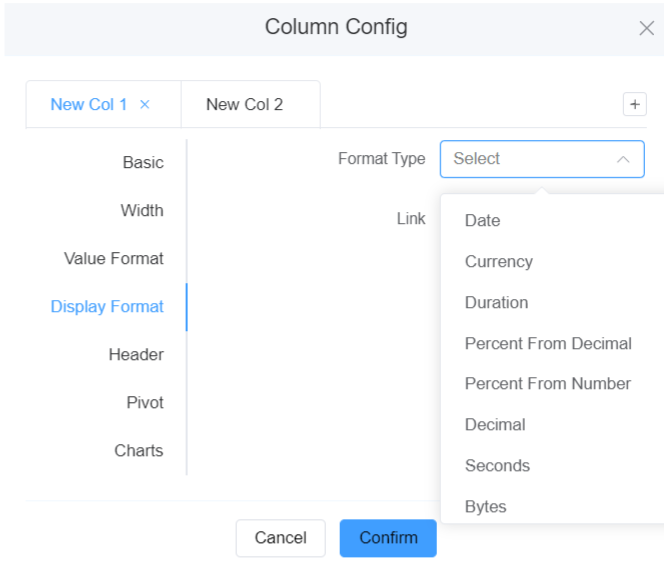 Column Config
New Col 1 ×
New Col 2
+
Basic
Width
Value Format
Display Format
Header
Pivot
Charts
Format Type
Select
Link
Date
Currency
Duration
Percent From Decimal
Percent From Number
Decimal
Seconds
Bytes
Cancel
Confirm